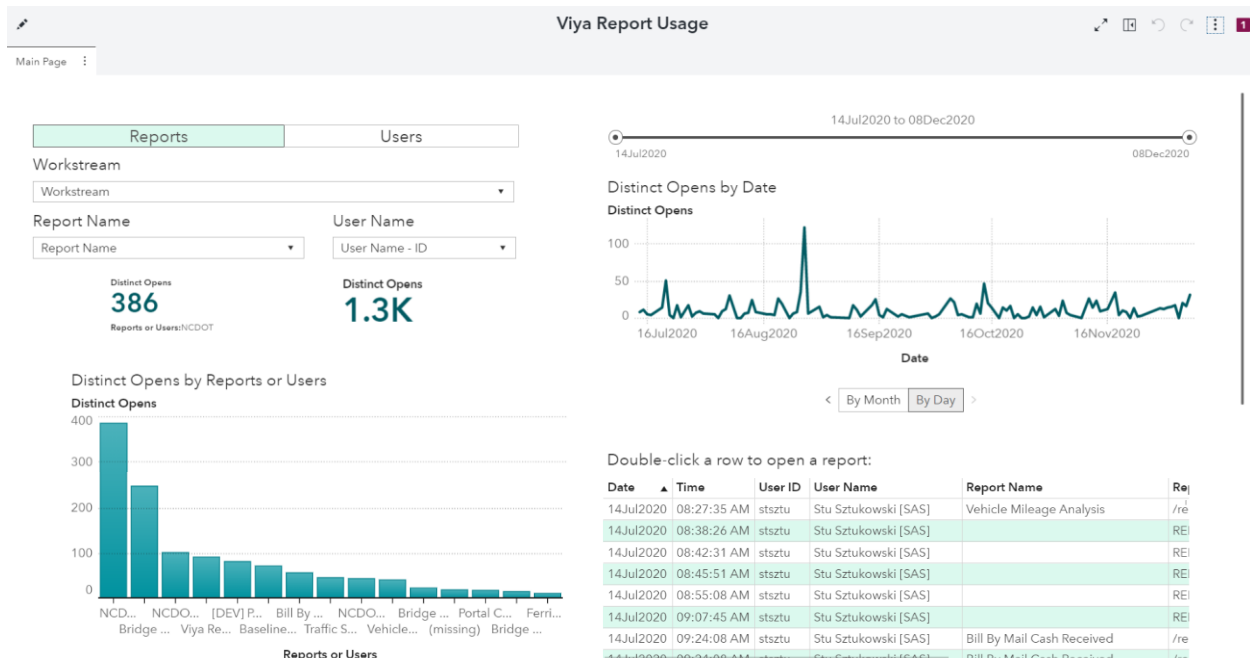 Viya Report Usage
1
Main Page
Reports Users
Workstream
Workstream
Report Name User Name
Report Name User Name - ID
Distinct Opens
386
Reports or Users:NCDOT
Distinct Opens
1.3K
Distinct Opens by Reports or Users
Distinct Opens
400
300
200
100
0
NCD... NCDO... [DEV] P... Bill By ... NCDO... Bridge ... Portal C... Ferri...
Bridge ... Viya Re... Baseline... Traffic S... Vehicle... (missing) Bridge ...
Reports or Users
14Jul2020 to 08Dec2020
14Jul2020 08Dec2020
Distinct Opens by Date
Distinct Opens
100
50
0
16Jul2020 16Aug2020 16Sep2020 16Oct2020 16Nov2020
Date
< By Month By Day >
Double-click a row to open a report:
Date Time User ID User Name Report Name Re
14Jul2020 08:27:35 AM stsztu Stu Sztukowski [SAS] Vehicle Mileage Analysis /re
14Jul2020 08:38:26 AM stsztu Stu Sztukowski [SAS] RE
14Jul2020 08:42:31 AM stsztu Stu Sztukowski [SAS] RE
14Jul2020 08:45:51 AM stsztu Stu Sztukowski [SAS] RE
14Jul2020 08:55:08 AM stsztu Stu Sztukowski [SAS] RE
14Jul2020 09:07:45 AM stsztu Stu Sztukowski [SAS] RE
14Jul2020 09:24:08 AM stsztu Stu Sztukowski [SAS] Bill By Mail Cash Received /re